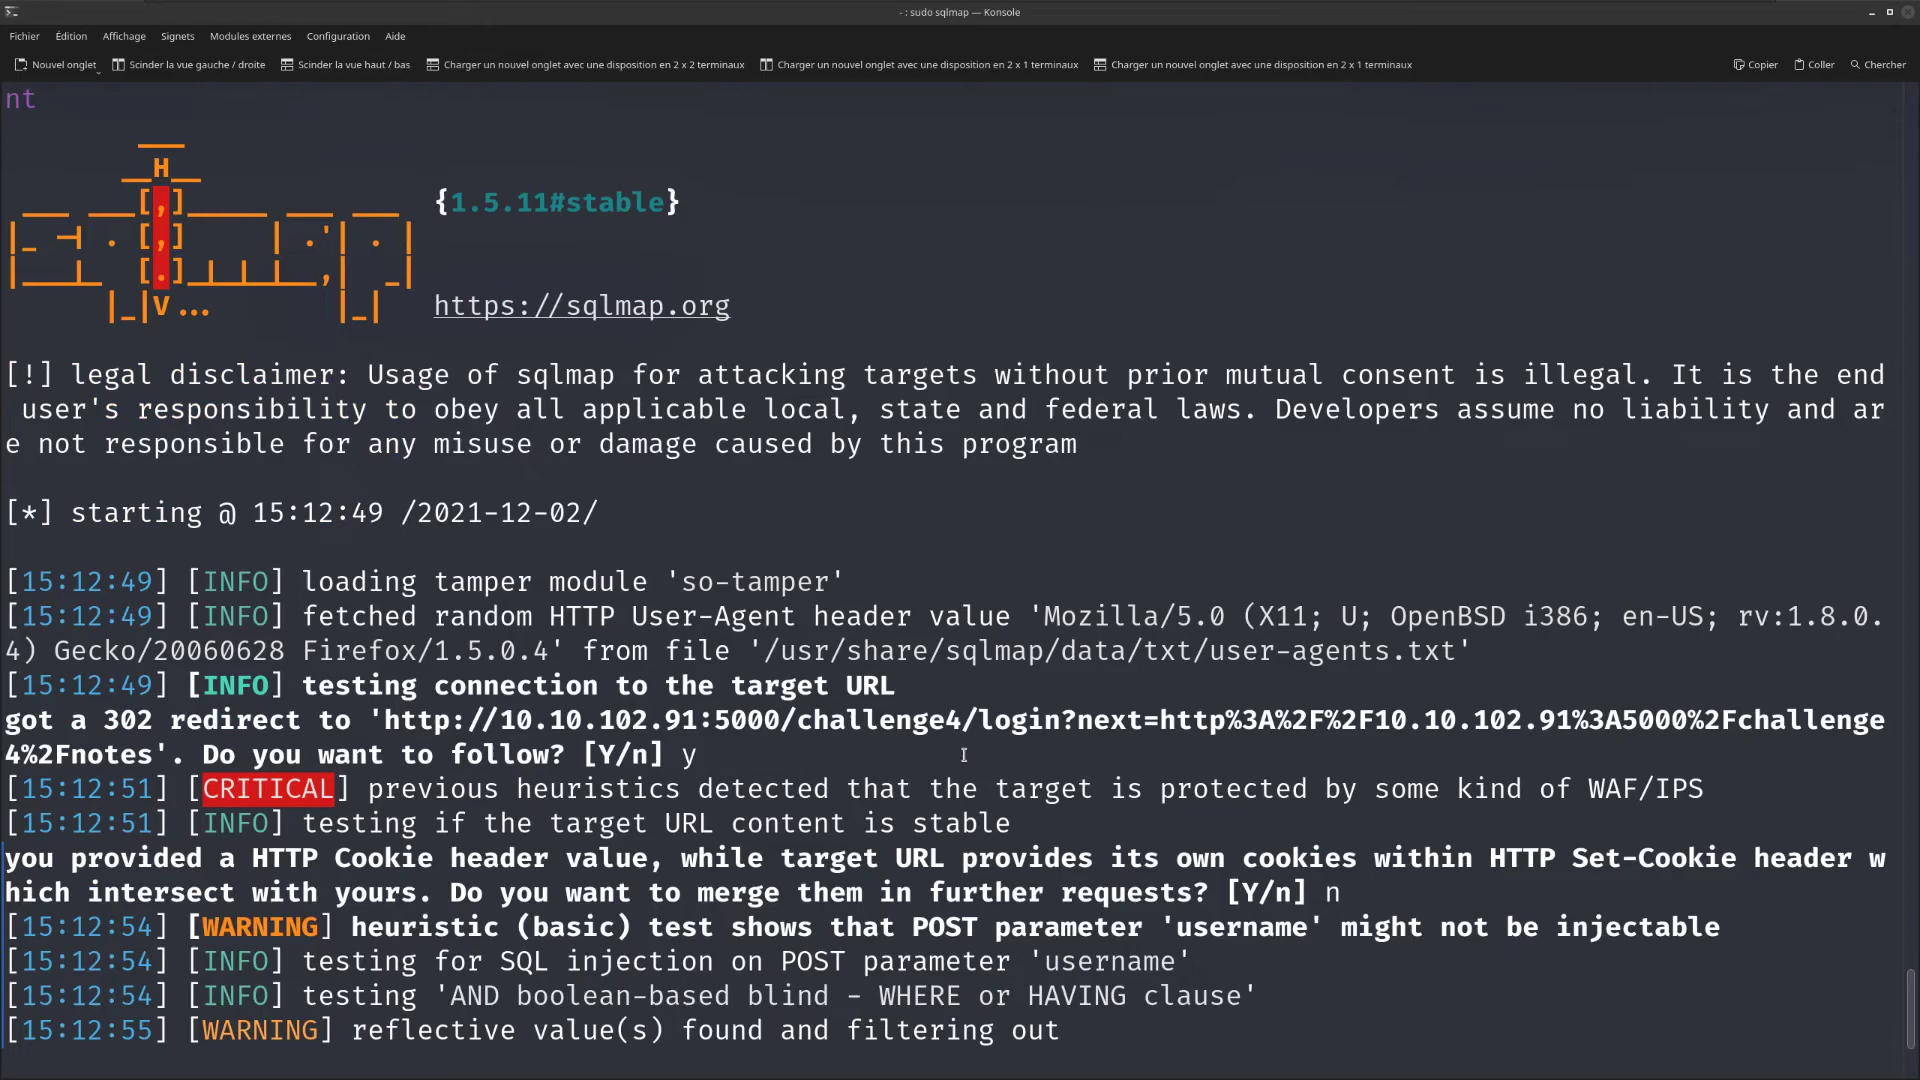 - : sudo sqlmap — Konsole
Fichier Édition Affichage Signets Modules externes Configuration Aide
Nouvel onglet Scinder la vue gauche / droite Scinder la vue haut / bas Charger un nouvel onglet avec une disposition en 2 x 2 terminaux Charger un nouvel onglet avec une disposition en 2 x 1 terminaux Charger un nouvel onglet avec une disposition en 2 x 1 terminaux Copier Coller Chercher
nt
{1.5.11#stable}
https://sqlmap.org
[!] legal disclaimer: Usage of sqlmap for attacking targets without prior mutual consent is illegal. It is the end
user's responsibility to obey all applicable local, state and federal laws. Developers assume no liability and ar
e not responsible for any misuse or damage caused by this program
[*] starting @ 15:12:49 /2021-12-02/
[15:12:49] [INFO] loading tamper module 'so-tamper'
[15:12:49] [INFO] fetched random HTTP User-Agent header value 'Mozilla/5.0 (X11; U; OpenBSD i386; en-US; rv:1.8.0.
4) Gecko/20060628 Firefox/1.5.0.4' from file '/usr/share/sqlmap/data/txt/user-agents.txt'
[15:12:49] [INFO] testing connection to the target URL
got a 302 redirect to 'http://10.10.102.91:5000/challenge4/login?next=http%3A%2F%2F10.10.102.91%3A5000%2Fchallenge
4%2Fnotes'. Do you want to follow? [Y/n] y
[15:12:51] [CRITICAL] previous heuristics detected that the target is protected by some kind of WAF/IPS
[15:12:51] [INFO] testing if the target URL content is stable
you provided a HTTP Cookie header value, while target URL provides its own cookies within HTTP Set-Cookie header w
hich intersect with yours. Do you want to merge them in further requests? [Y/n] n
[15:12:54] [WARNING] heuristic (basic) test shows that POST parameter 'username' might not be injectable
[15:12:54] [INFO] testing for SQL injection on POST parameter 'username'
[15:12:54] [INFO] testing 'AND boolean-based blind - WHERE or HAVING clause'
[15:12:55] [WARNING] reflective value(s) found and filtering out